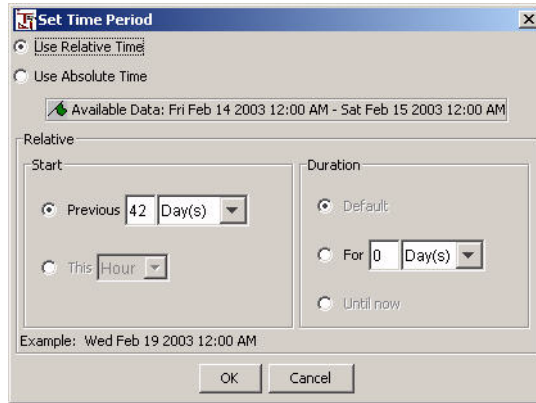 Set Time Period
Use Relative Time
Use Absolute Time
Available Data: Fri Feb 14 2003 12:00 AM - Sat Feb 15 2003 12:00 AM
Relative
Start
Duration
Previous 42 Day(s)
Default
For 0 Day(s)
This Hour
Until now
Example: Wed Feb 19 2003 12:00 AM
OK Cancel